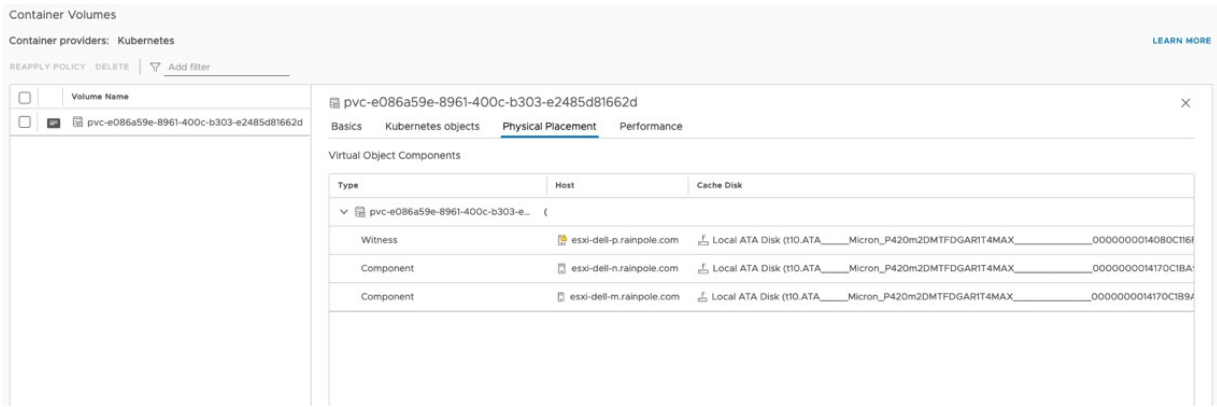 Container Volumes
Container providers: Kubernetes
LEARN MORE
REAPPLY POLICY DELETE Add filter
Volume Name
pvc-e086a59e-8961-400c-b303-e2485d81662d
pvc-e086a59e-8961-400c-b303-e2485d81662d
Basics Kubernetes objects Physical Placement Performance
Virtual Object Components
Type Host Cache Disk
pvc-e086a59e-8961-400c-b303-e... (
Witness esxi-dell-p.rainpole.com Local ATA Disk (t10.ATA_____Micron_P420m2DMTFDGAR1T4MAX_____________________0000000014080C116F
Component esxi-dell-n.rainpole.com Local ATA Disk (t10.ATA_____Micron_P420m2DMTFDGAR1T4MAX_____________________0000000014170C1BA
Component esxi-dell-m.rainpole.com Local ATA Disk (t10.ATA_____Micron_P420m2DMTFDGAR1T4MAX_____________________0000000014170C1B9A